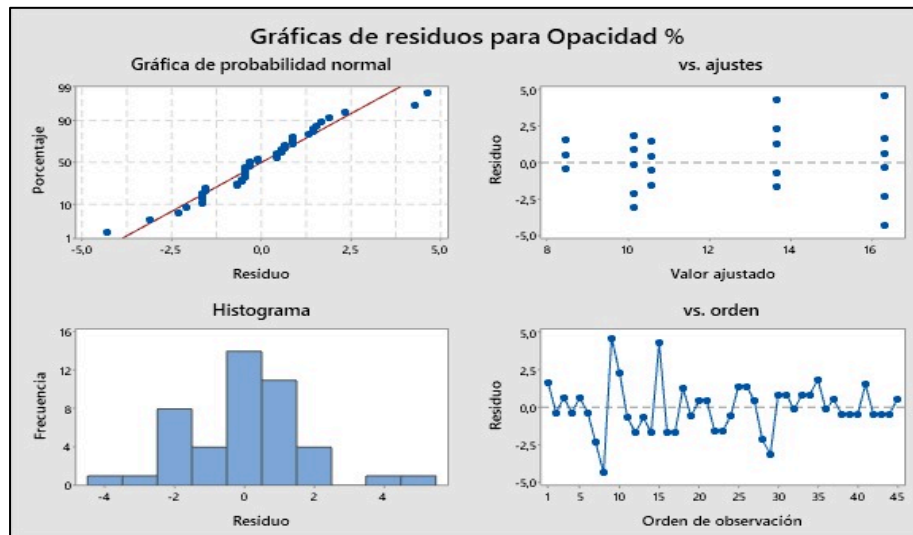 Gráficas de residuos para Opacidad %
Gráfica de probabilidad normal
99
90
50
10
1
Porcentaje
-5,0 -2,5 0,0 2,5 5,0
Residuo
vs. ajustes
5,0
2,5
0,0
-2,5
-5,0
Residuo
8 10 12 14 16
Valor ajustado
Histograma
16
12
8
4
0
Frecuencia
-4 -2 0 2 4
Residuo
vs. orden
5,0
2,5
0,0
-2,5
-5,0
Residuo
1 5 10 15 20 25 30 35 40 45
Orden de observación